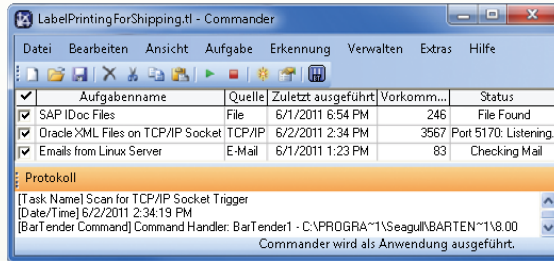 LabelPrintingForShipping.tl - Commander
Datei Bearbeiten Ansicht Aufgabe Erkennung Verwalten Extras Hilfe
Aufgabenname Quelle Zuletzt ausgeführt Vorkomm... Status
SAP IDoc Files File 6/1/2011 6:54 PM 246 File Found
Oracle XML Files on TCP/IP Socket TCP/IP 6/2/2011 2:34 PM 3567 Port 5170: Listening.
Emails from Linux Server E-Mail 6/1/2011 1:23 PM 83 Checking Mail
Protokoll
[Task Name] Scan for TCP/IP Socket Trigger
[Date/Time] 6/2/2011 2:34:19 PM
[BarTender Command] Command Handler: BarTender1 - C:\PROGRA~1\Seagull\BARTEN~1\8.00
Commander wird als Anwendung ausgeführt.